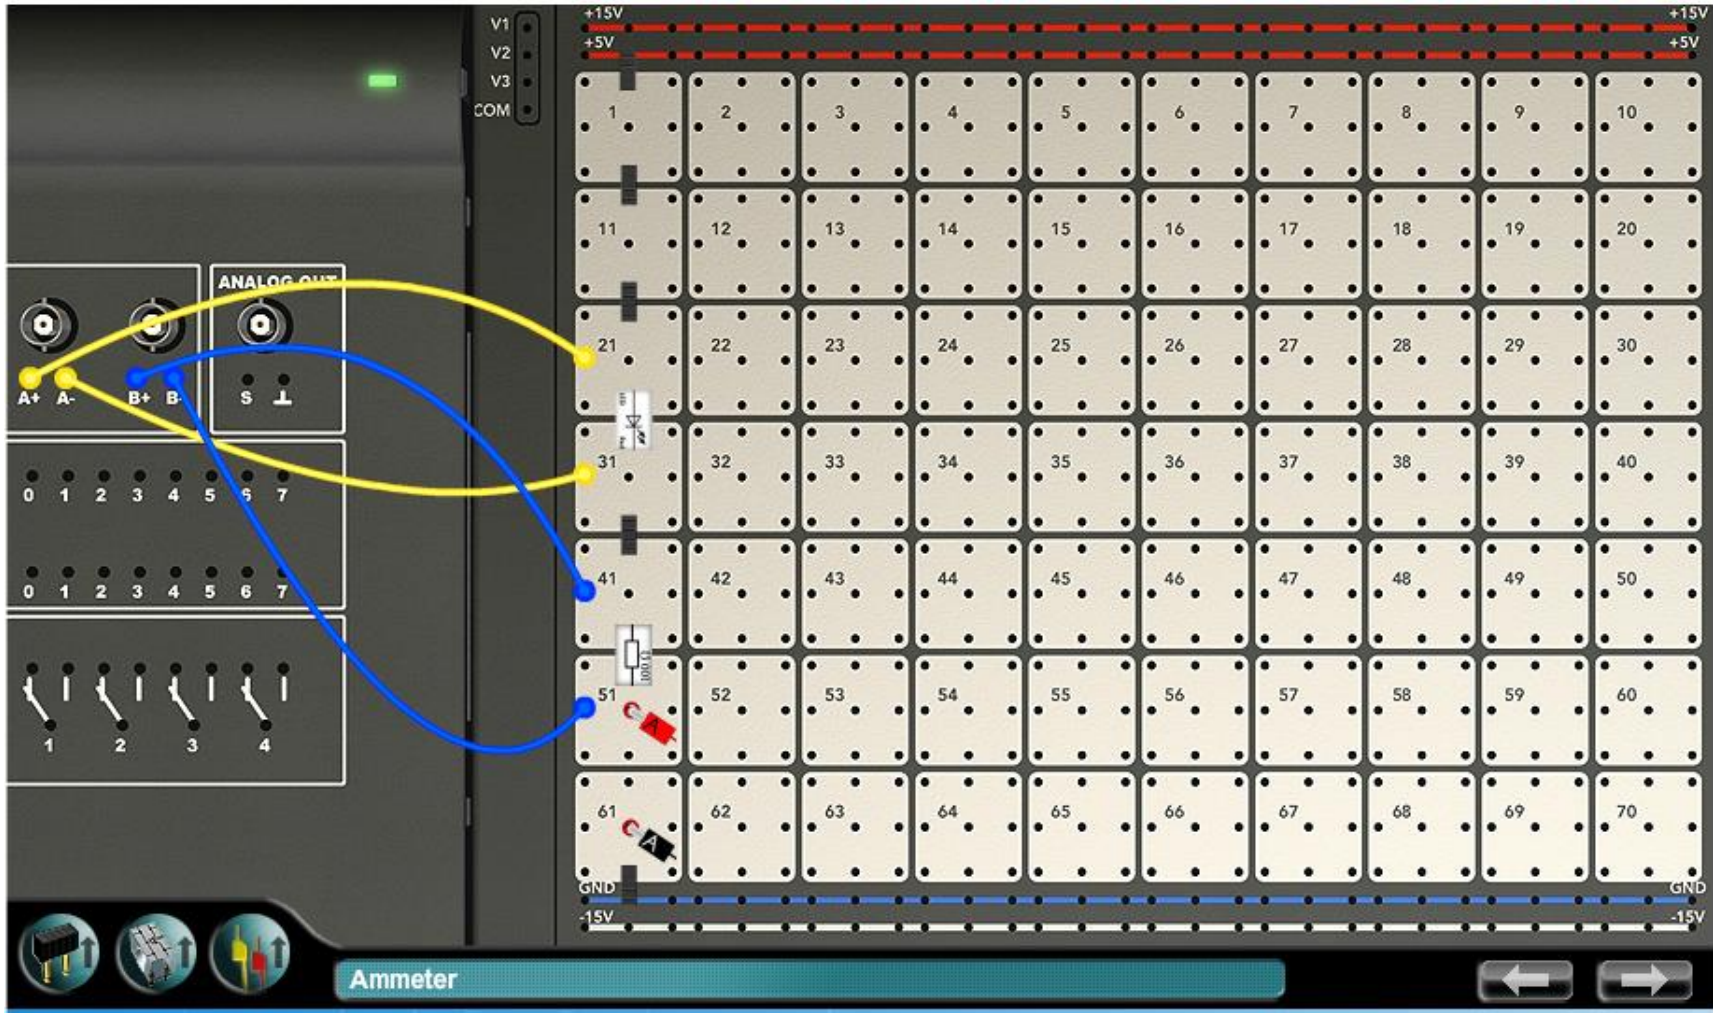 V1
V2
V3
COM
+15V +15V
+5V +5V
1 2 3 4 5 6 7 8 9 10
11 12 13 14 15 16 17 18 19 20
ANALOG OUT
21 22 23 24 25 26 27 28 29 30
A+ A- B+ B- S ⊥
31 32 33 34 35 36 37 38 39 40
0 1 2 3 4 5 6 7
41 42 43 44 45 46 47 48 49 50
0 1 2 3 4 5 6 7
100 Ω
51 52 53 54 55 56 57 58 59 60
A
1 2 3 4
61 62 63 64 65 66 67 68 69 70
A
GND GND
-15V -15V
Ammeter